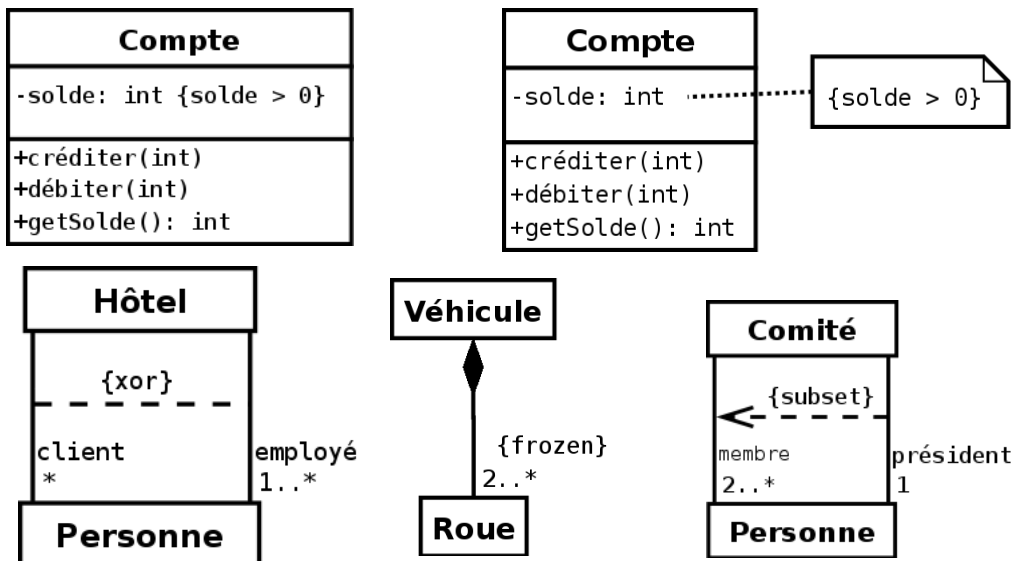 Compte
-solde: int {solde > 0}
+créditer(int)
+débiter(int)
+getSolde(): int
Compte
-solde: int
{solde > 0}
+créditer(int)
+débiter(int)
+getSolde(): int
Hôtel
{xor}
client
*
employé
1..*
Personne
Véhicule
{frozen}
2..*
Roue
Comité
{subset}
membre
2..*
président
1
Personne